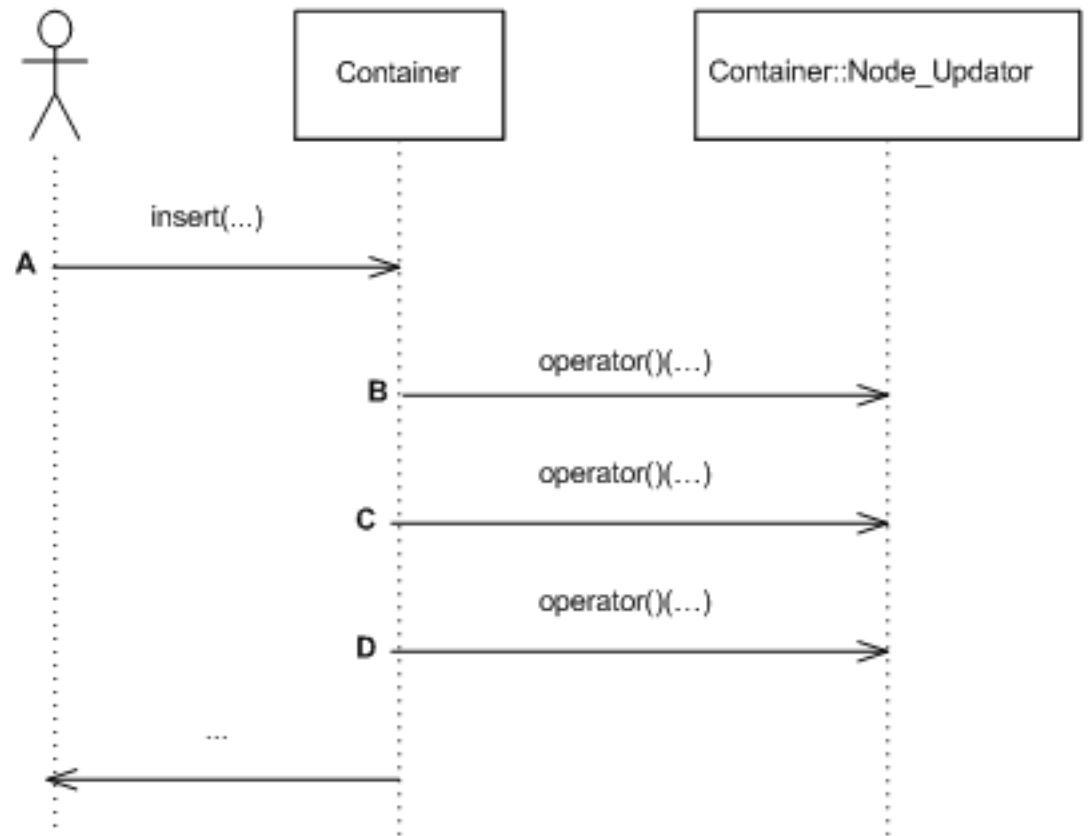 Container
Container::Node_Updator
insert(...)
A
operator()(...)
B
operator()(...)
C
operator()(...)
D
...